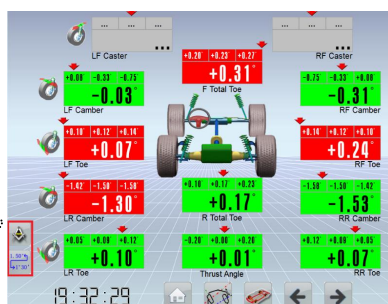 ... ...
LF Caster
... ...
RF Caster
+0.20° +0.23° +0.27°
+0.31°
F Total Toe
+0.08° -0.33° -0.75°
-0.03°
LF Camber
-0.75° -0.33° +0.08°
-0.31°
RF Camber
+0.10° +0.12° +0.14°
+0.07°
LF Toe
+0.14° +0.12° +0.10°
+0.24°
RF Toe
-1.42° -1.50° -1.58°
-1.30°
LR Camber
+0.10° +0.17° +0.23°
+0.17°
R Total Toe
-1.58° -1.50° -1.42°
-1.53°
RR Camber
1.50°
1°30'
+0.05° +0.08° +0.12°
+0.10°
LR Toe
-0.20° +0.00° +0.20°
+0.01°
Thrust Angle
+0.12° +0.08° +0.05°
+0.07°
RR Toe
19:32:29